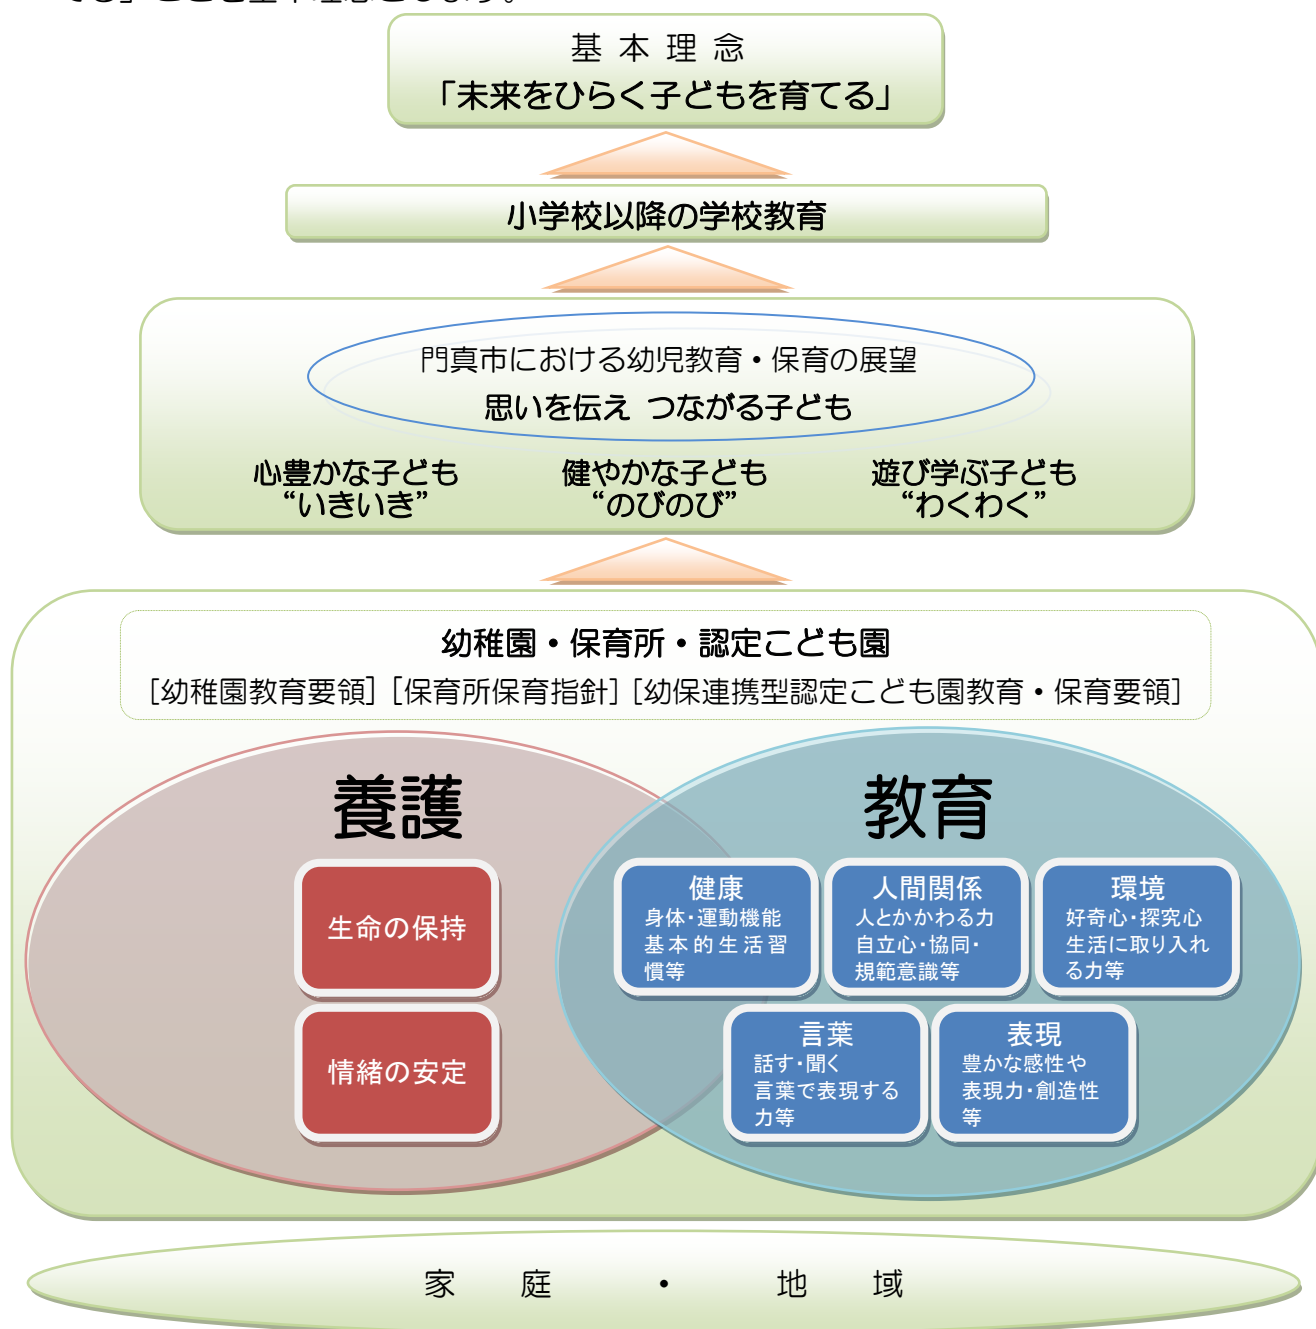 基本理念
「未来をひらく子どもを育てる」
小学校以降の学校教育
門真市における幼児教育・保育の展望
思いを伝え つながる子ども
心豊かな子ども
“いきいき”
健やかな子ども
“のびのび”
遊び学ぶ子ども
“わくわく”
幼稚園・保育所・認定こども園
[幼稚園教育要領] [保育所保育指針] [幼保連携型認定こども園教育・保育要領]
養護
生命の保持
情緒の安定
教育
健康
身体・運動機能
基本的生活習
慣等
人間関係
人とかかわる力
自立心・協同・
規範意識等
環境
好奇心・探究心
生活に取り入れ
る力等
言葉
話す・聞く
言葉で表現する
力等
表現
豊かな感性や
表現力・創造性
等
家庭・地域